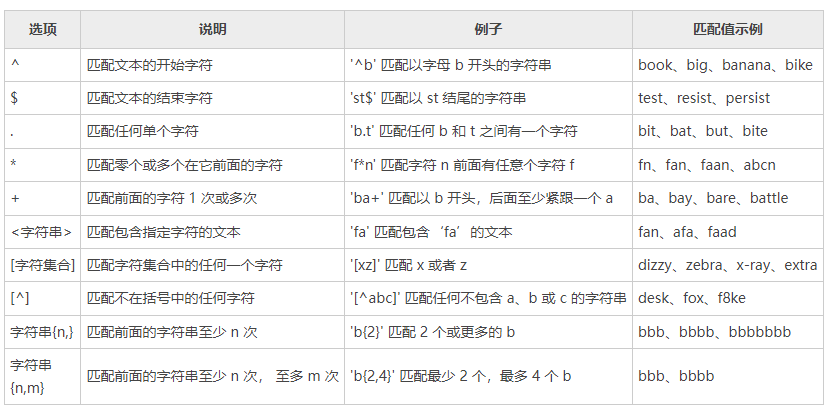 选项 说明 例子 匹配值示例
^ 匹配文本的开始字符 '^b' 匹配以字母 b 开头的字符串 book、big、banana、bike
$ 匹配文本的结束字符 'st$' 匹配以 st 结尾的字符串 test、resist、persist
. 匹配任何单个字符 'b.t' 匹配任何 b 和 t 之间有一个字符 bit、bat、but、bite
* 匹配零个或多个在它前面的字符 'f*n' 匹配字符 n 前面有任意个字符 f fn、fan、faan、abcn
+ 匹配前面的字符 1 次或多次 'ba+' 匹配以 b 开头，后面至少紧跟一个 a ba、bay、bare、battle
<字符串> 匹配包含指定字符的文本 'fa' 匹配包含‘fa’的文本 fan、afa、faad
[字符集合] 匹配字符集合中的任何一个字符 '[xz]' 匹配 x 或者 z dizzy、zebra、x-ray、extra
[^] 匹配不在括号中的任何字符 '[^abc]' 匹配任何不包含 a、b 或 c 的字符串 desk、fox、f8ke
字符串{n,} 匹配前面的字符串至少 n 次 'b{2}' 匹配 2 个或更多的 b bbb、bbbb、bbbbbbb
字符串
{n,m} 匹配前面的字符串至少 n 次， 至多 m 次 'b{2,4}' 匹配最少 2 个，最多 4 个 b bbb、bbbb